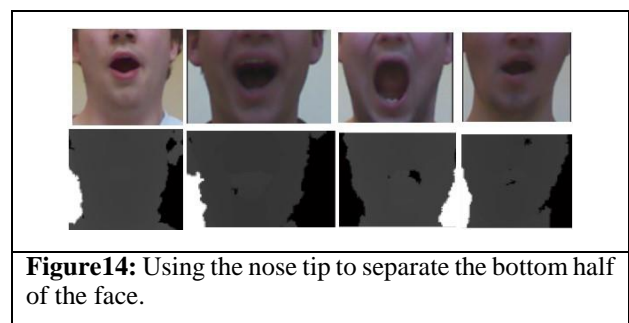 Figure14: Using the nose tip to separate the bottom half
of the face.